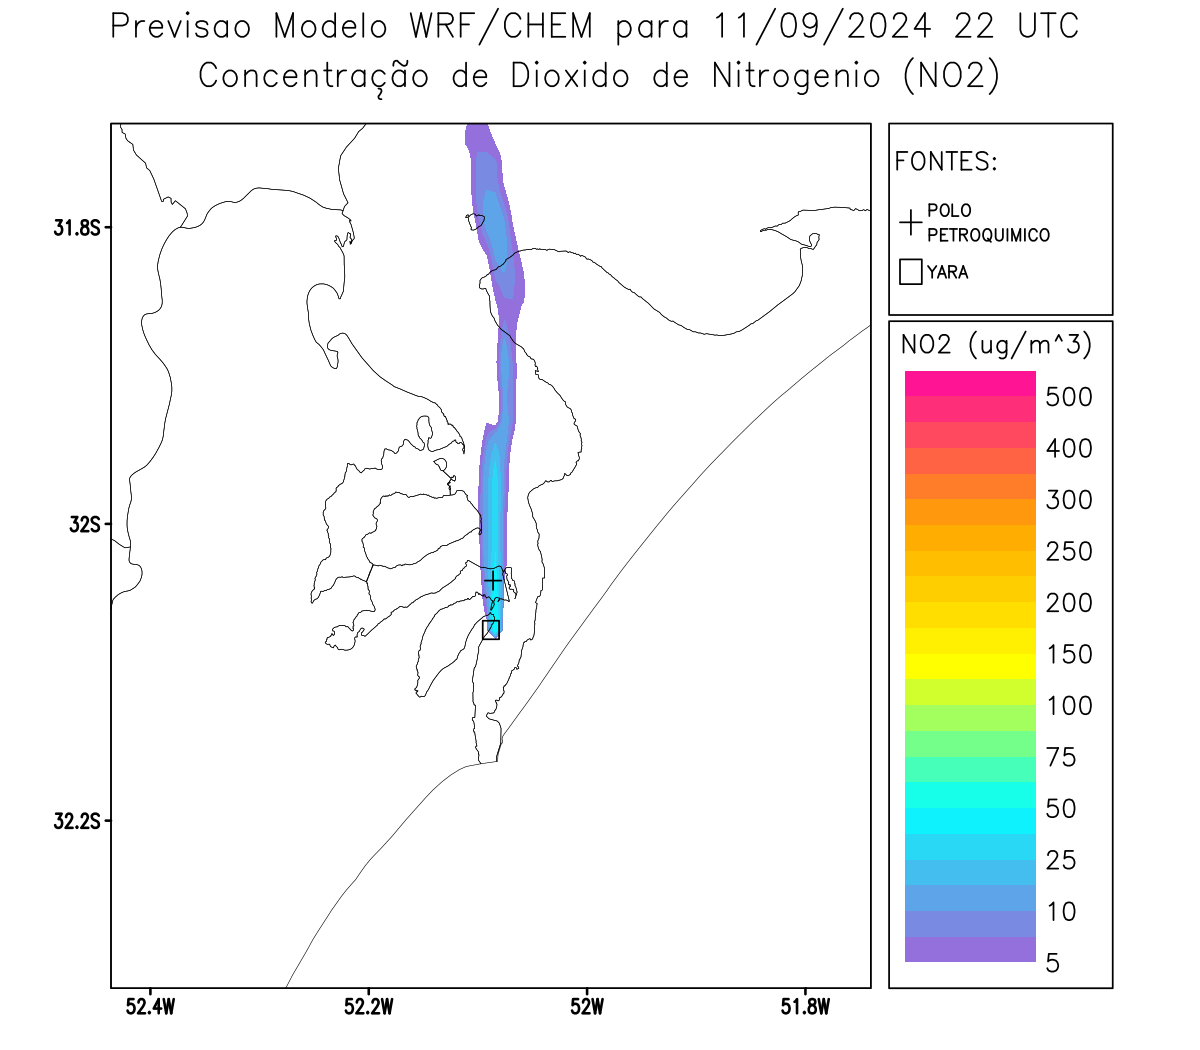 Previsao Modelo WRF/CHEM para 11/09/2024 22 UTC
Concentração de Dioxido de Nitrogenio (NO2)
FONTES:
POLO
PETROQUIMICO
YARA
NO2 (ug/m^3)
500
400
300
250
200
150
100
75
50
25
10
5
31.8S
32S
32.2S
52.4W
52.2W
52W
51.8W